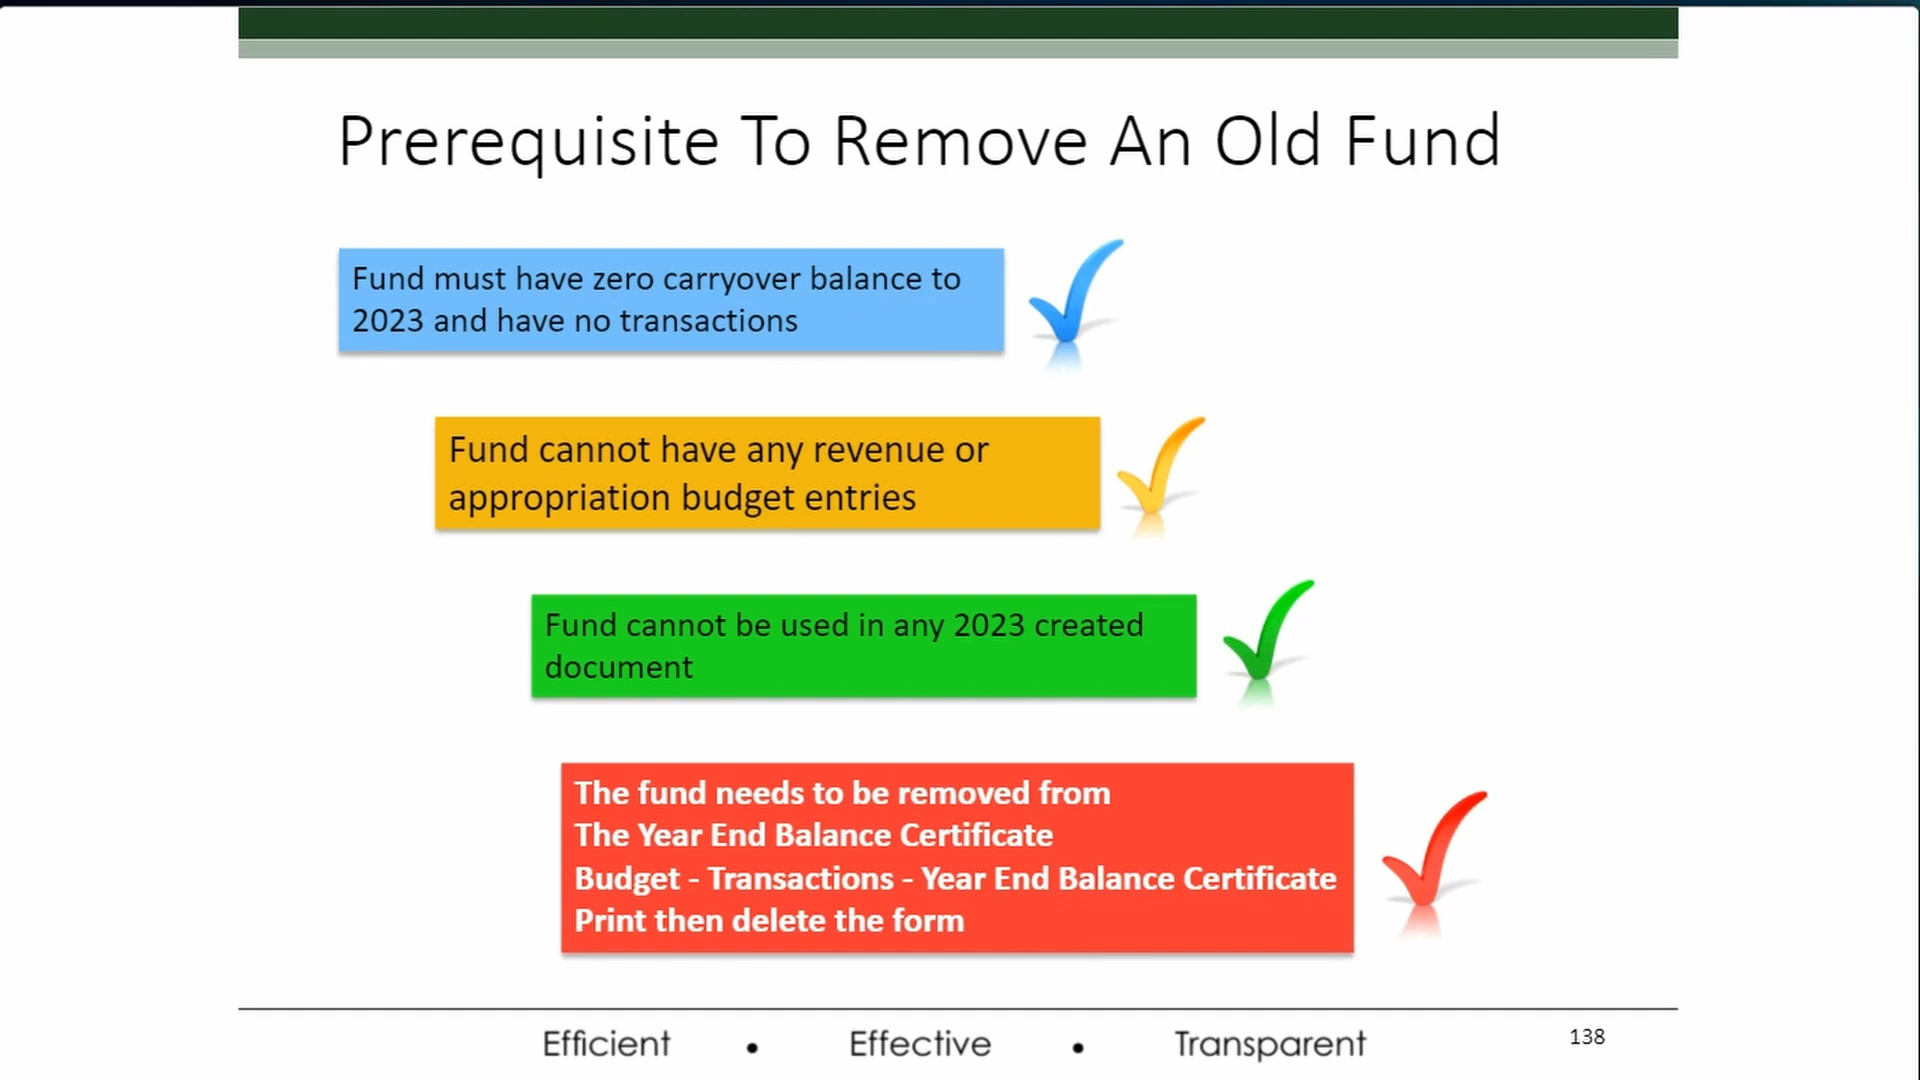 Prerequisite To Remove An Old Fund
Fund must have zero carryover balance to
2023 and have no transactions
Fund cannot have any revenue or
appropriation budget entries
Fund cannot be used in any 2023 created
document
The fund needs to be removed from
The Year End Balance Certificate
Budget - Transactions - Year End Balance Certificate
Print then delete the form
Efficient • Effective • Transparent
138